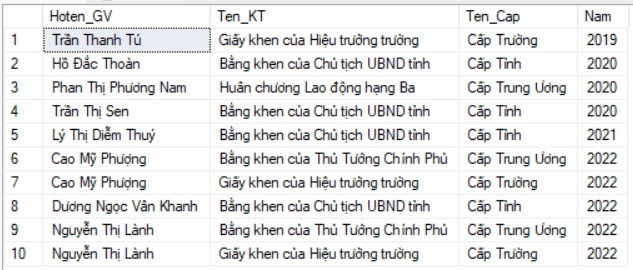 Hoten_GV Ten_KT Ten_Cap Nam
1 Trần Thanh Tú Giấy khen của Hiệu trưởng trường Cấp Trường 2019
2 Hồ Đắc Thoàn Bằng khen của Chủ tịch UBND tỉnh Cấp Tỉnh 2020
3 Phan Thị Phương Nam Huân chương Lao động hạng Ba Cấp Trung Ương 2020
4 Trần Thị Sen Bằng khen của Chủ tịch UBND tỉnh Cấp Tỉnh 2020
5 Lý Thị Diễm Thuý Bằng khen của Chủ tịch UBND tỉnh Cấp Tỉnh 2021
6 Cao Mỹ Phượng Bằng khen của Thủ Tướng Chính Phủ Cấp Trung Ương 2022
7 Cao Mỹ Phượng Giấy khen của Hiệu trưởng trường Cấp Trường 2022
8 Dương Ngọc Vân Khanh Bằng khen của Chủ tịch UBND tỉnh Cấp Tỉnh 2022
9 Nguyễn Thị Lành Bằng khen của Thủ Tướng Chính Phủ Cấp Trung Ương 2022
10 Nguyễn Thị Lành Giấy khen của Hiệu trưởng trường Cấp Trường 2022